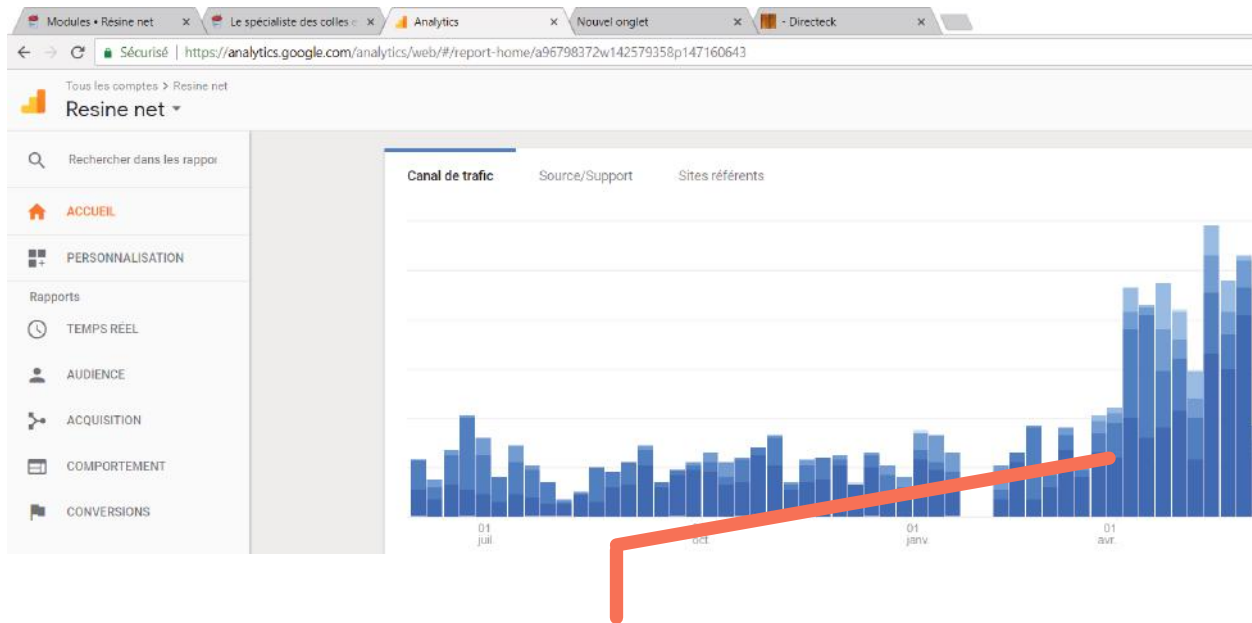 Modules • Résine net
Le spécialiste des colles e
Analytics
Nouvel onglet
- Directeck
Sécurisé | https://analytics.google.com/analytics/web/#/report-home/a96798372w142579358p147160643
Tous les comptes > Resine net
Resine net
Rechercher dans les rappor
ACCUEIL
PERSONNALISATION
Rapports
TEMPS RÉEL
AUDIENCE
ACQUISITION
COMPORTEMENT
CONVERSIONS
Canal de trafic
Source/Support
Sites référents
01
juil.
oct.
01
janv.
01
avr.